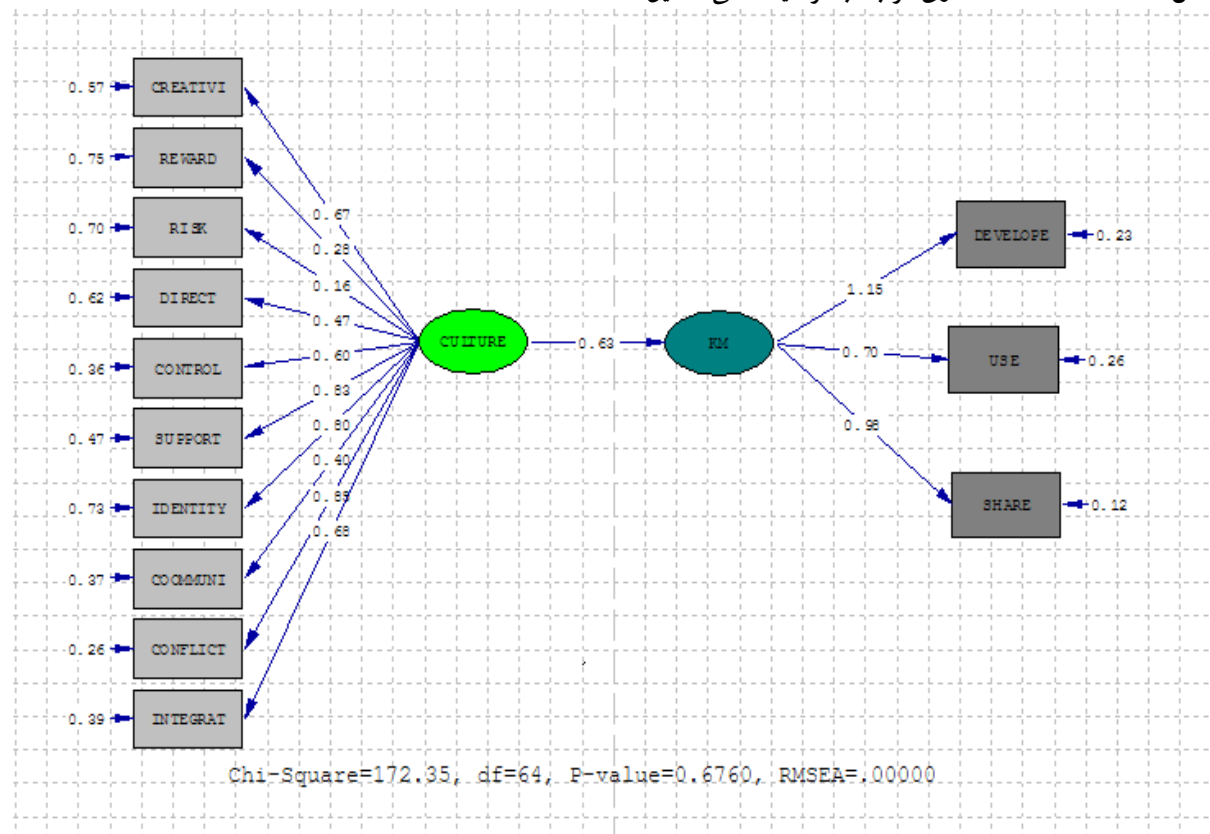 0.57 CREATIVI
0.75 REWARD
0.70 RISK
0.62 DIRECT
0.36 CONTROL
0.47 SUPPORT
0.73 IDENTITY
0.37 COOMMUNI
0.26 CONFLICT
0.39 INTEGRAT
0.67
0.28
0.16
0.47
0.60
0.83
0.80
0.40
0.85
0.68
CULTURE
0.63
KM
1.15
0.70
0.98
DEVELOPE 0.23
USE 0.26
SHARE 0.12
Chi-Square=172.35, df=64, P-value=0.6760, RMSEA=.00000